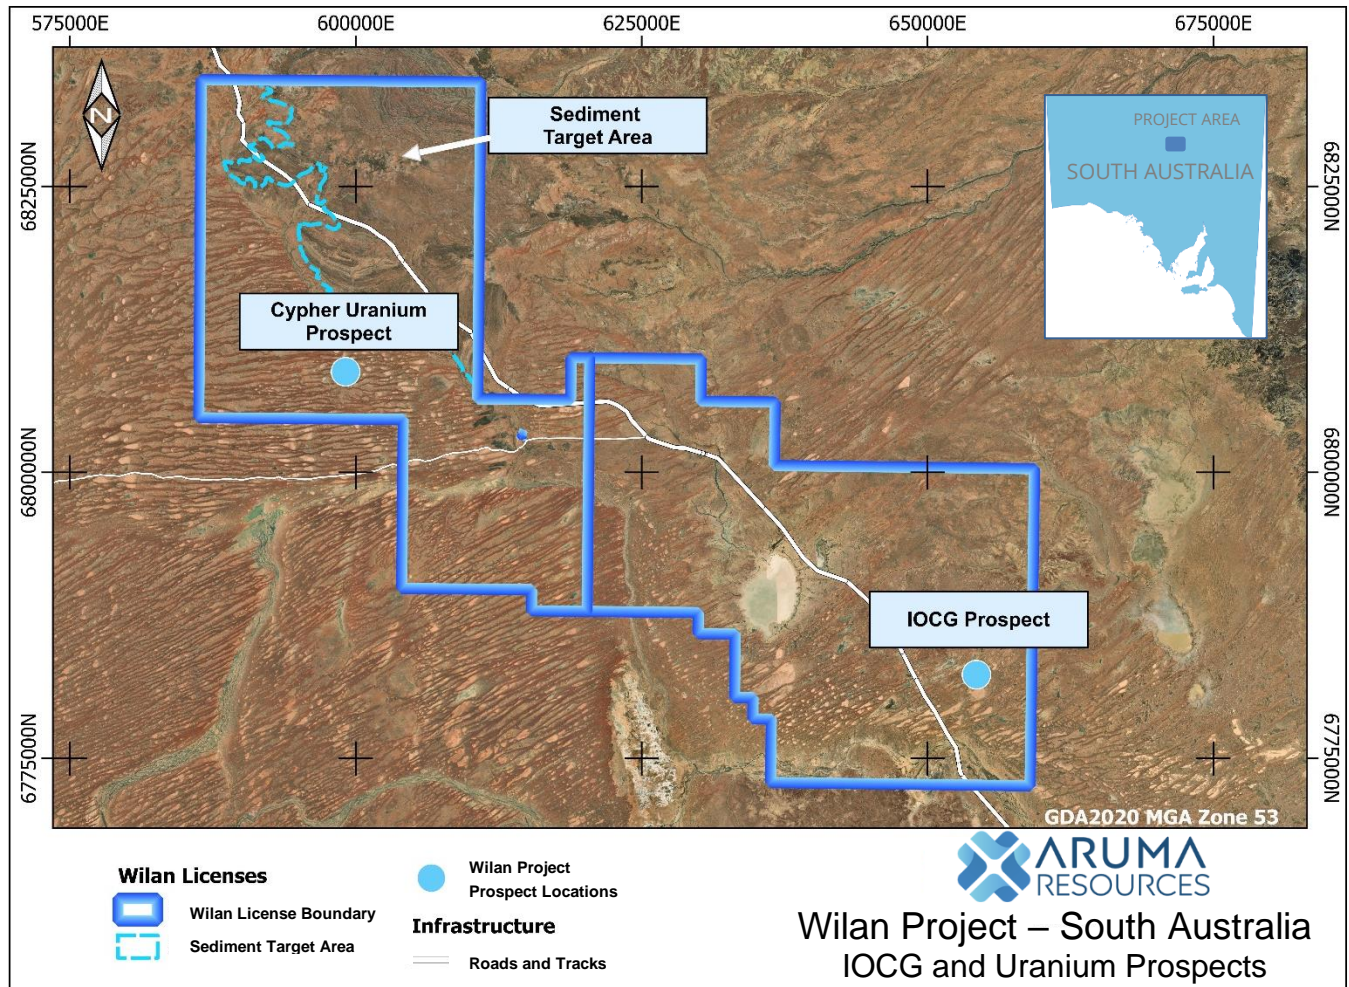 575000E
600000E
625000E
650000E
675000E
N
6825000N
6800000N
6775000N
6825000N
6800000N
6775000N
Sediment
Target Area
PROJECT AREA
SOUTH AUSTRALIA
Cypher Uranium
Prospect
IOCG Prospect
GDA2020 MGA Zone 53
Wilan Licenses
Wilan License Boundary
Sediment Target Area
Wilan Project
Prospect Locations
Infrastructure
Roads and Tracks
ARUMA
RESOURCES
Wilan Project – South Australia
IOCG and Uranium Prospects